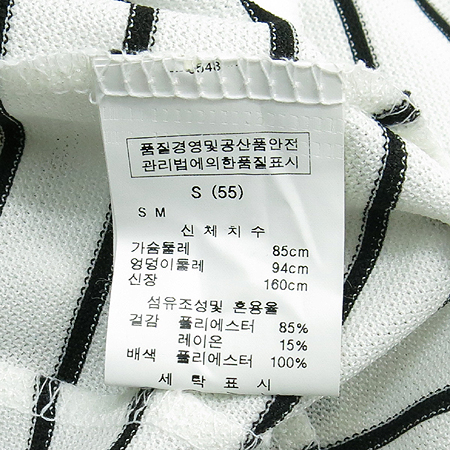 품질경영및공산품안전
관리법에의한품질표시
S (55)
S M
신 체 치 수
가슴둘레 85cm
엉덩이둘레 94cm
신장 160cm
섬유조성및 혼용율
겉감 폴리에스터 85%
레이온 15%
배색 폴리에스터 100%
세 탁 표 시